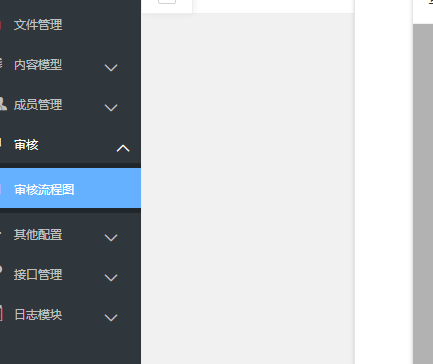 文件管理
内容模型
成员管理
审核
审核流程图
其他配置
接口管理
日志模块